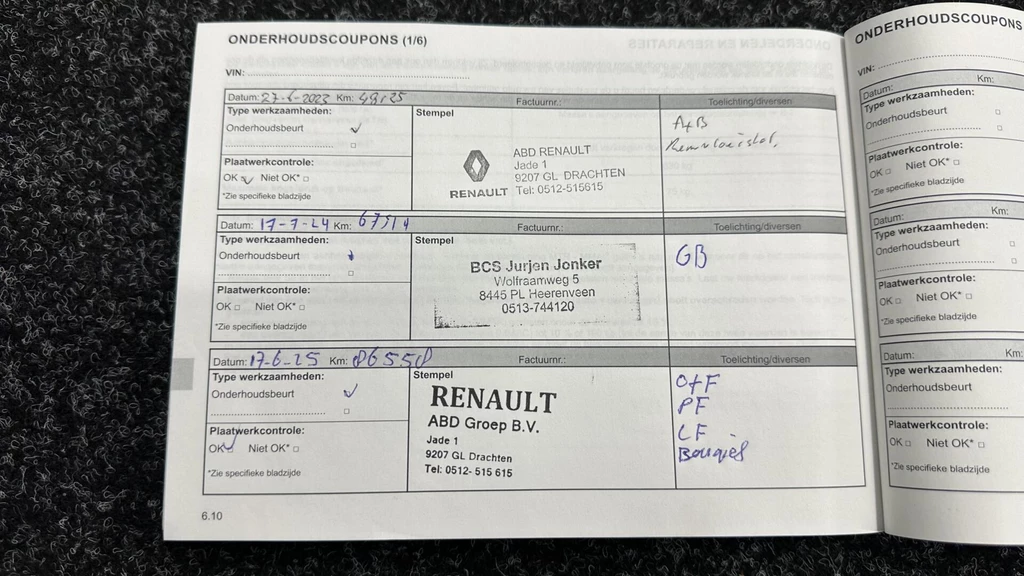 ONDERHOUDSCOUPONS (1/6)
VIN:
Datum: 27-6-2023 Km: Factuurnr.: Toelichting/diversen
Type werkzaamheden:
Onderhoudsbeurt
Plaatwerkcontrole:
OK Niet OK*
*Zie specifieke bladzijde
Stempel
RENAULT
ABD RENAULT
Jade 1
9207 GL DRACHTEN
Tel: 0512-515615
A+B
Remvloeistof,
Datum: 17-7-24 Km: Factuurnr.: Toelichting/diversen
Type werkzaamheden:
Onderhoudsbeurt
Plaatwerkcontrole:
OK Niet OK*
*Zie specifieke bladzijde
Stempel
BCS Jurjen Jonker
Wolfraamweg 5
8445 PL Heerenveen
0513-744120
GB
Datum: 17-6-25 Km: 86558 Factuurnr.: Toelichting/diversen
Type werkzaamheden:
Onderhoudsbeurt
Plaatwerkcontrole:
OK Niet OK*
*Zie specifieke bladzijde
Stempel
RENAULT
ABD Groep B.V.
Jade 1
9207 GL Drachten
Tel: 0512- 515 615
O+F
PF
LF
Bougies
6.10
ONDERHOUDSCOUPONS
VIN:
Datum: Km:
Type werkzaamheden:
Onderhoudsbeurt
Plaatwerkcontrole:
OK Niet OK*
*Zie specifieke bladzijde
Datum: Km:
Type werkzaamheden:
Onderhoudsbeurt
Plaatwerkcontrole:
OK Niet OK*
*Zie specifieke bladzijde
Datum: Km:
Type werkzaamheden:
Onderhoudsbeurt
Plaatwerkcontrole:
OK Niet OK*
*Zie specifieke bladzijde